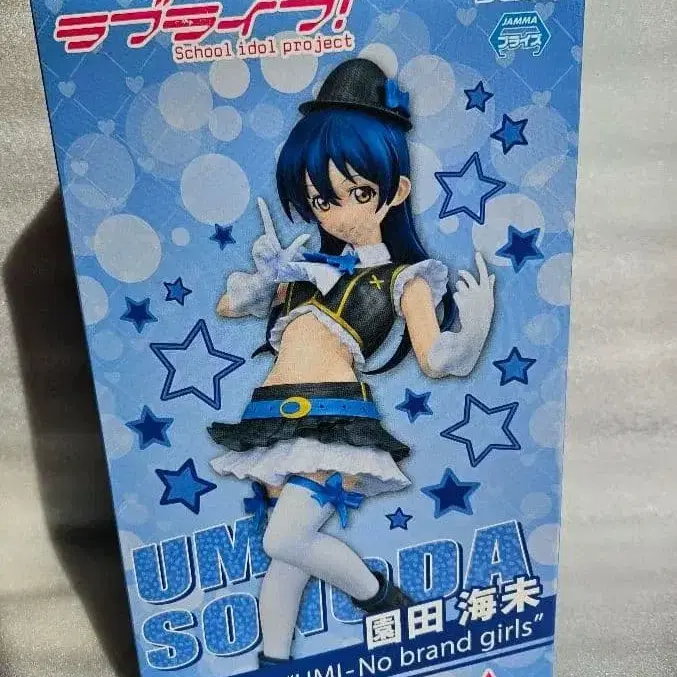 ラブライブ!
School idol project
JAMMA
プライズ
UMI
SONODA
園田 海未
"UMI-No brand girls"